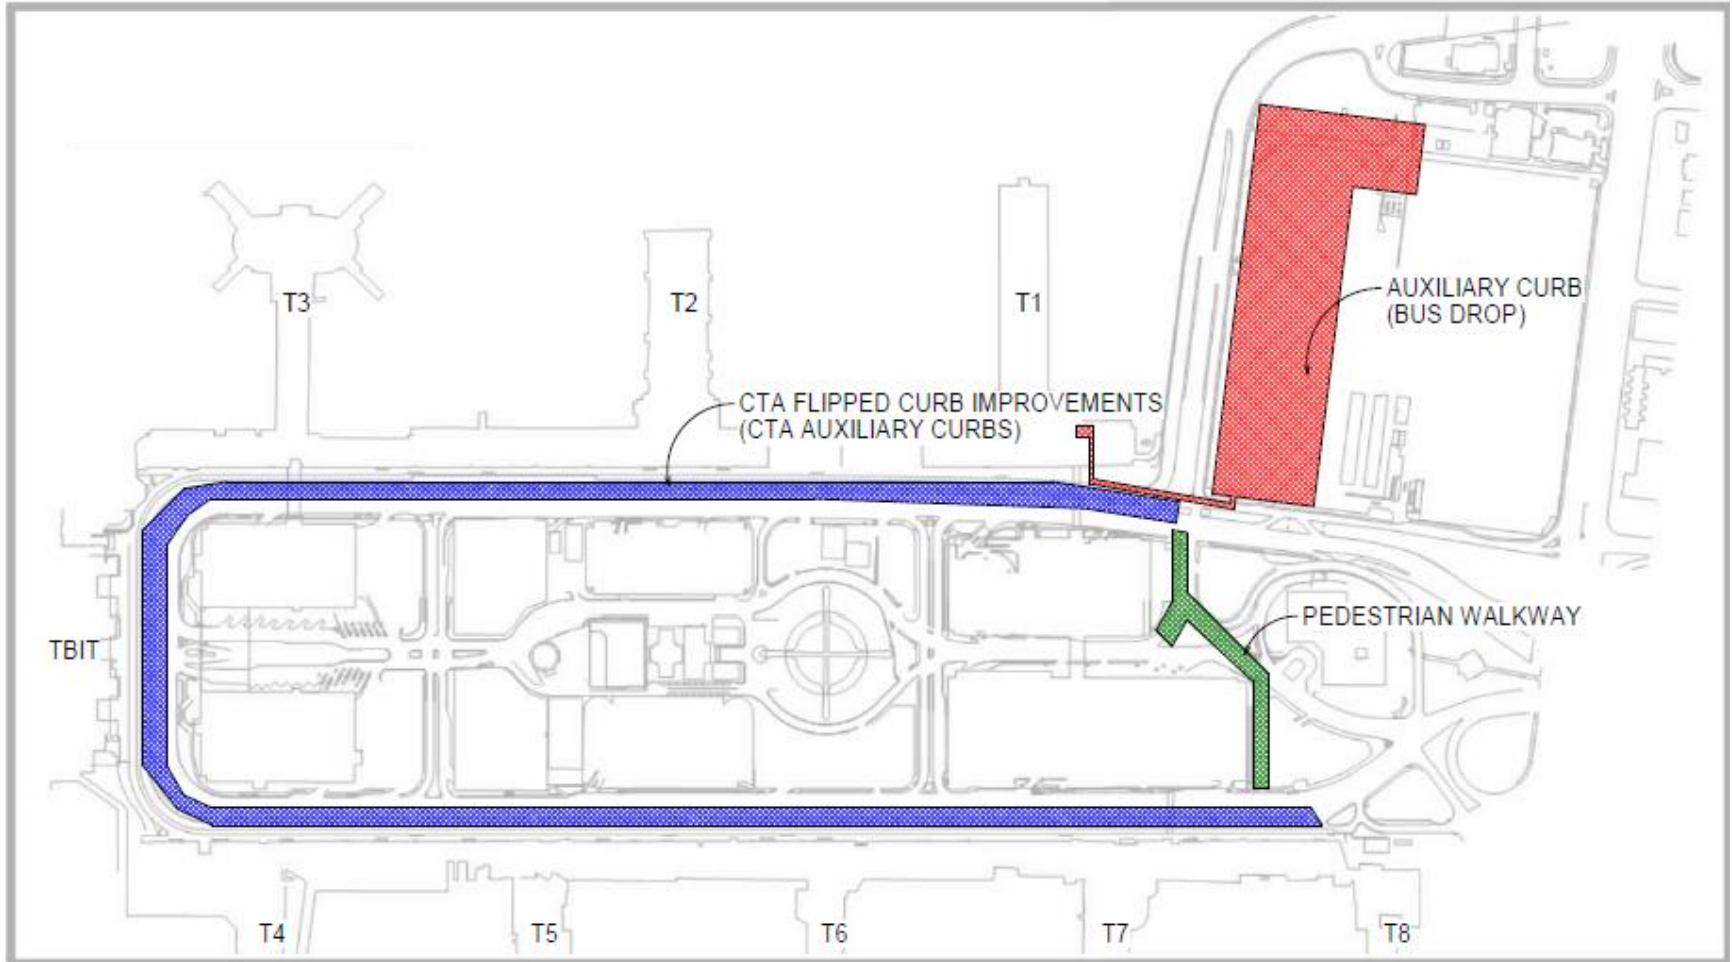 T3
T2
T1
AUXILIARY CURB
(BUS DROP)
CTA FLIPPED CURB IMPROVEMENTS
(CTA AUXILIARY CURBS)
PEDESTRIAN WALKWAY
TBIT
T4
T5
T6
T7
T8